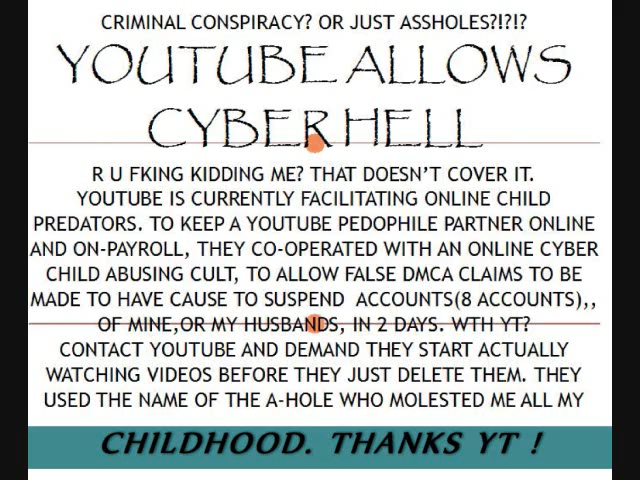 CRIMINAL CONSPIRACY? OR JUST ASSHOLES?!?!?
YOUTUBE ALLOWS
CYBER HELL
R U FKING KIDDING ME? THAT DOESN'T COVER IT.
YOUTUBE IS CURRENTLY FACILITATING ONLINE CHILD
PREDATORS. TO KEEP A YOUTUBE PEDOPHILE PARTNER ONLINE
AND ON-PAYROLL, THEY CO-OPERATED WITH AN ONLINE CYBER
CHILD ABUSING CULT, TO ALLOW FALSE DMCA CLAIMS TO BE
MADE TO HAVE CAUSE TO SUSPEND ACCOUNTS(8 ACCOUNTS),,
OF MINE,OR MY HUSBANDS, IN 2 DAYS. WTH YT?
CONTACT YOUTUBE AND DEMAND THEY START ACTUALLY
WATCHING VIDEOS BEFORE THEY JUST DELETE THEM. THEY
USED THE NAME OF THE A-HOLE WHO MOLESTED ME ALL MY
CHILDHOOD. THANKS YT !